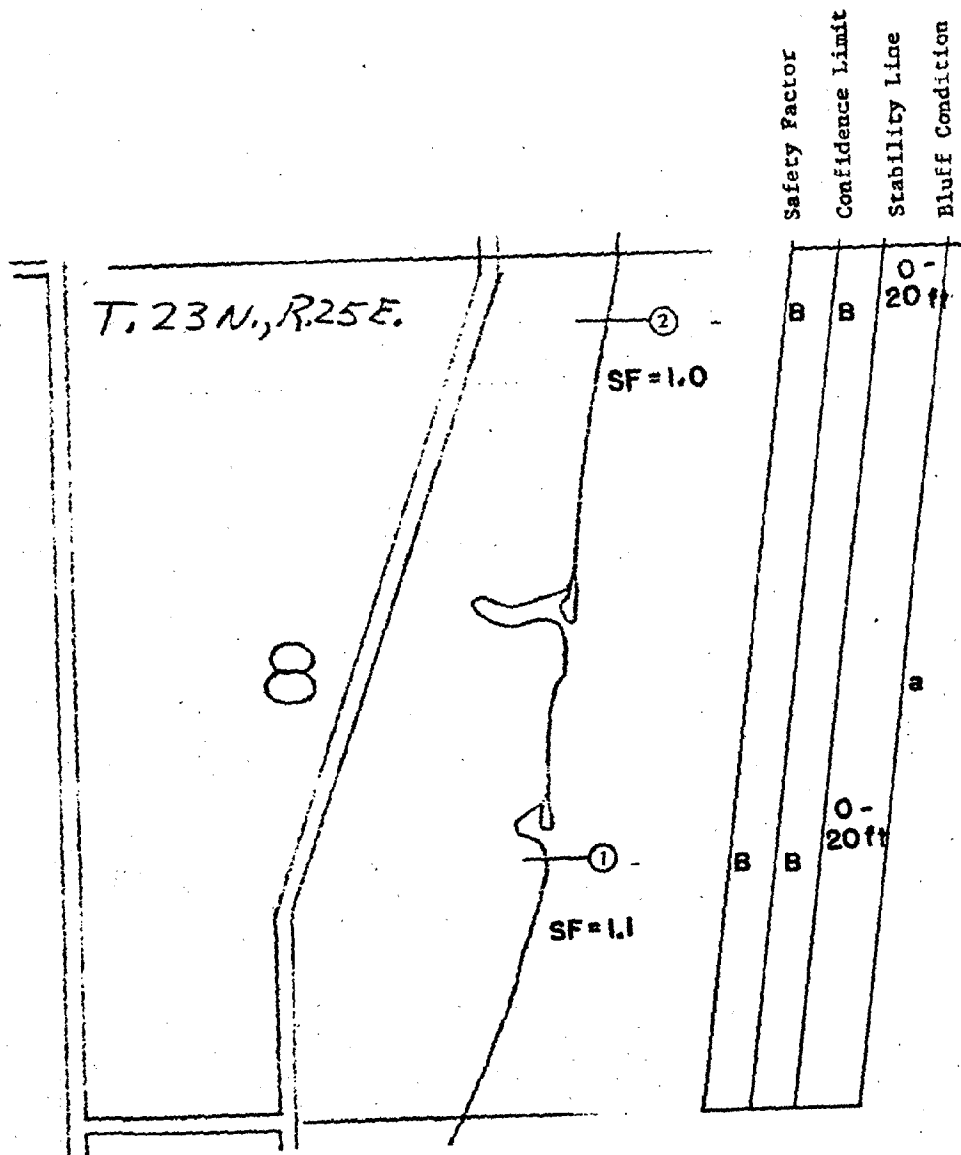 Safety Factor
Confidence Limit
Stability Line
Bluff Condition
T. 23 N., R.25E.
②
SF = 1.0
B
B
0 -
20 ft
8
a
①
SF = 1.1
B
B
0 -
20 ft